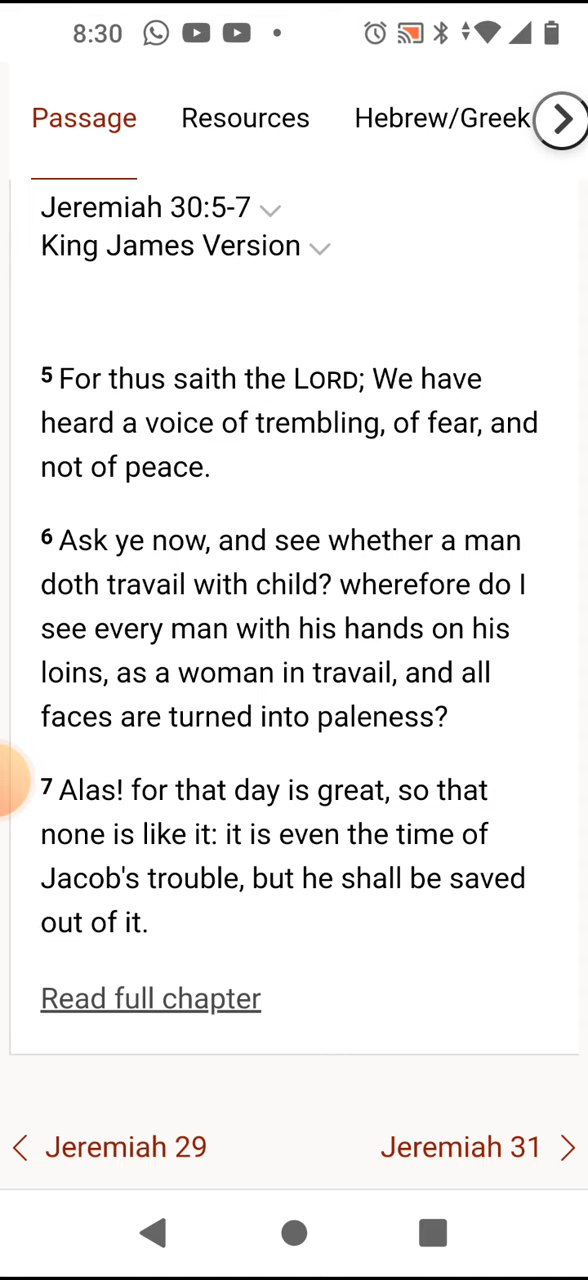 8:30
Passage Resources Hebrew/Greek
Jeremiah 30:5-7
King James Version
5 For thus saith the LORD; We have
heard a voice of trembling, of fear, and
not of peace.
6 Ask ye now, and see whether a man
doth travail with child? wherefore do I
see every man with his hands on his
loins, as a woman in travail, and all
faces are turned into paleness?
7 Alas! for that day is great, so that
none is like it: it is even the time of
Jacob's trouble, but he shall be saved
out of it.
Read full chapter
Jeremiah 29 Jeremiah 31